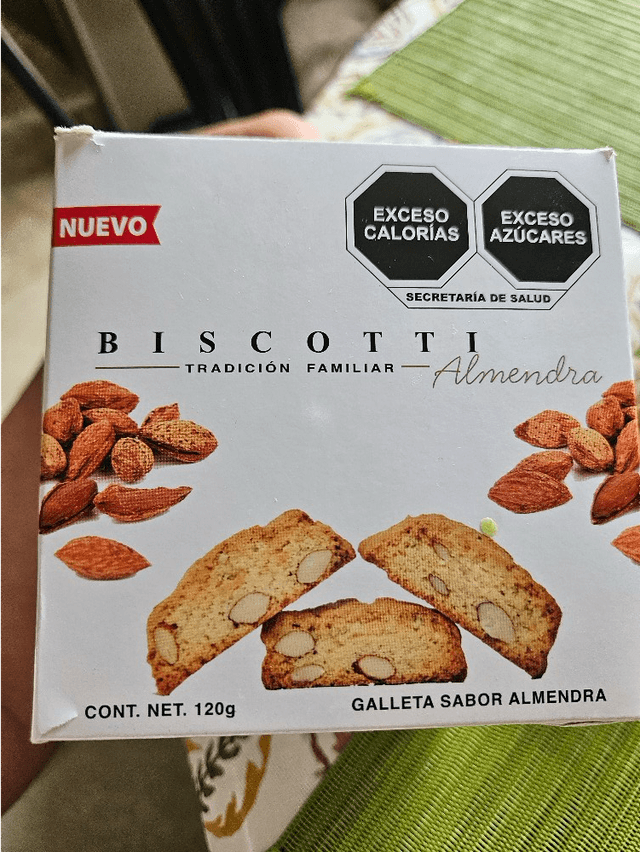 NUEVO
EXCESO
CALORÍAS
EXCESO
AZÚCARES
SECRETARÍA DE SALUD
BISCOTTI
TRADICIÓN FAMILIAR
Almendra
CONT. NET. 120g
GALLETA SABOR ALMENDRA